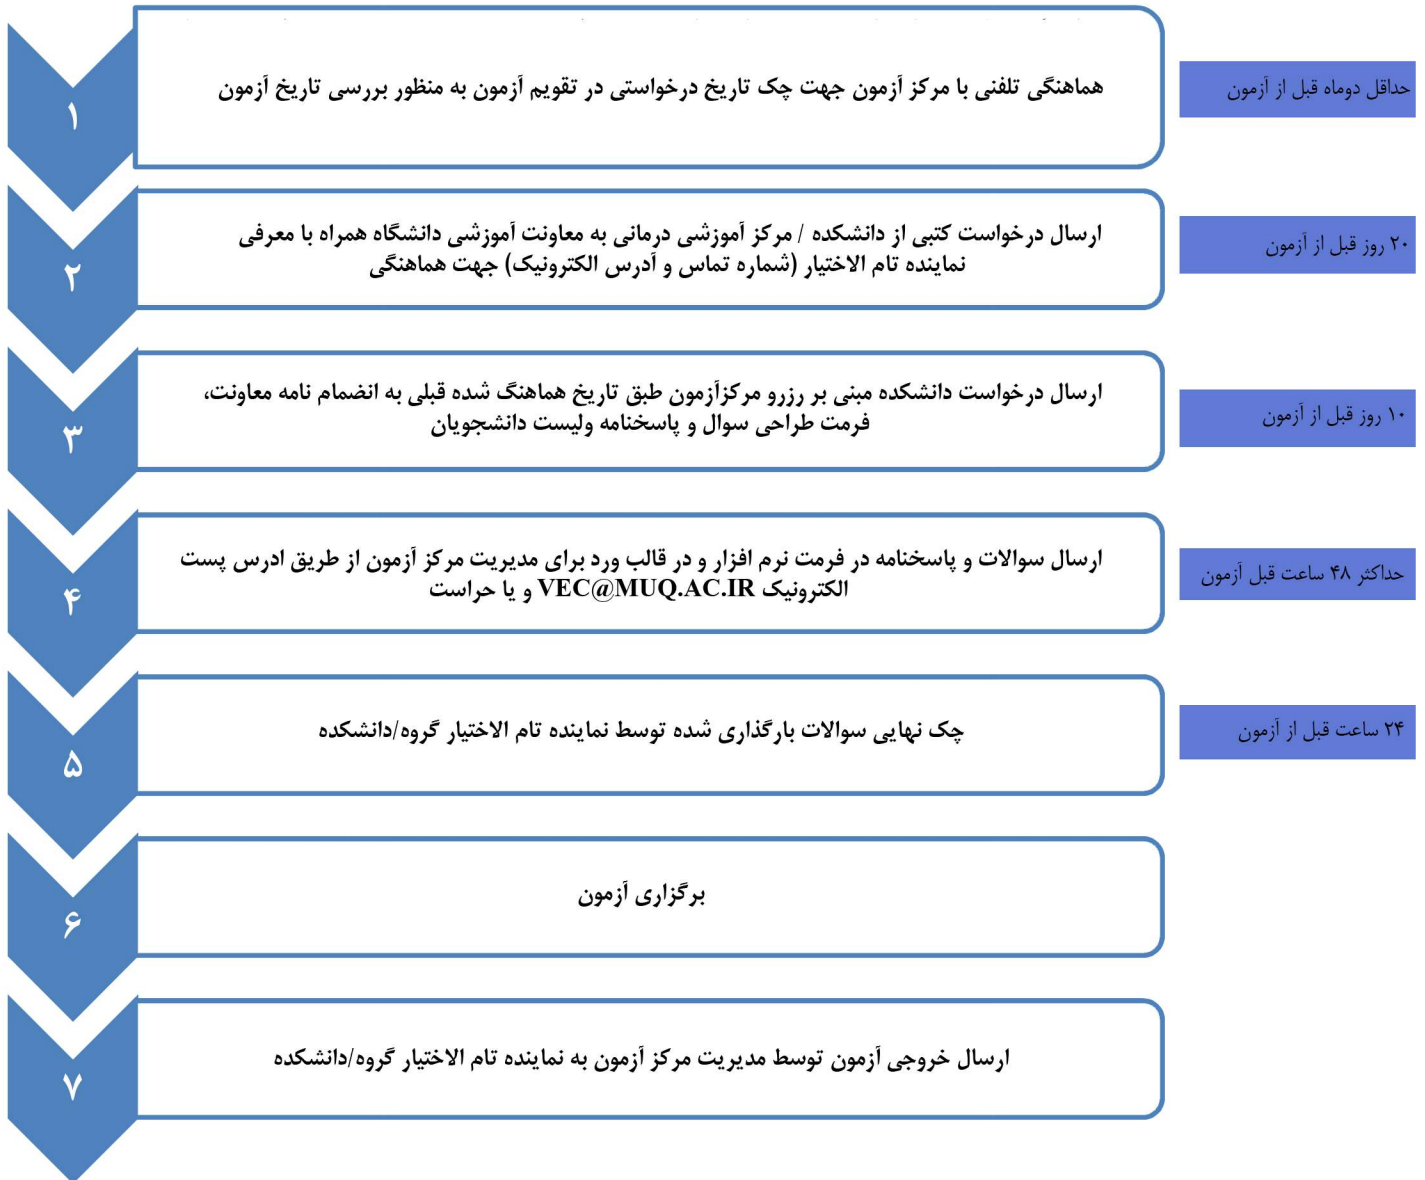 ۱
هماهنگی تلفنی با مرکز آزمون جهت چک تاریخ درخواستی در تقویم آزمون به منظور بررسی تاریخ آزمون
حداقل دوماه قبل از آزمون
۲
ارسال درخواست کتبی از دانشکده / مرکز آموزشی درمانی به معاونت آموزشی دانشگاه همراه با معرفی
نماینده تام الاختیار (شماره تماس و آدرس الکترونیک) جهت هماهنگی
۲۰ روز قبل از آزمون
۳
ارسال درخواست دانشکده مبنی بر رزرو مرکزآزمون طبق تاریخ هماهنگ شده قبلی به انضمام نامه معاونت،
فرمت طراحی سوال و پاسخنامه ولیست دانشجویان
۱۰ روز قبل از آزمون
۴
ارسال سوالات و پاسخنامه در فرمت نرم افزار و در قالب ورد برای مدیریت مرکز آزمون از طریق ادرس پست
الکترونیک VEC@MUQ.AC.IR و یا حراست
حداکثر ۴۸ ساعت قبل آزمون
۵
چک نهایی سوالات بارگذاری شده توسط نماینده تام الاختیار گروه/دانشکده
۲۴ ساعت قبل از آزمون
۶
برگزاری آزمون
۷
ارسال خروجی آزمون توسط مدیریت مرکز آزمون به نماینده تام الاختیار گروه/دانشکده